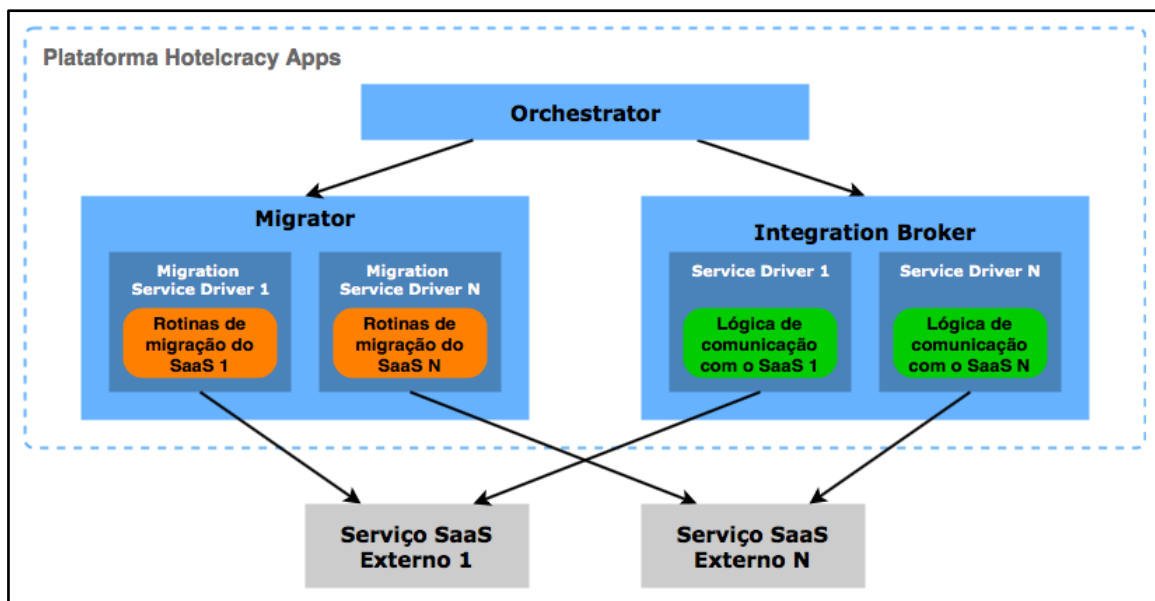 Plataforma Hotelcracy Apps
Orchestrator
Migrator
Migration
Service Driver 1
Rotinas de
migração do
SaaS 1
Migration
Service Driver N
Rotinas de
migração do
SaaS N
Integration Broker
Service Driver 1
Lógica de
comunicação
com o SaaS 1
Service Driver N
Lógica de
comunicação
com o SaaS N
Serviço SaaS
Externo 1
Serviço SaaS
Externo N